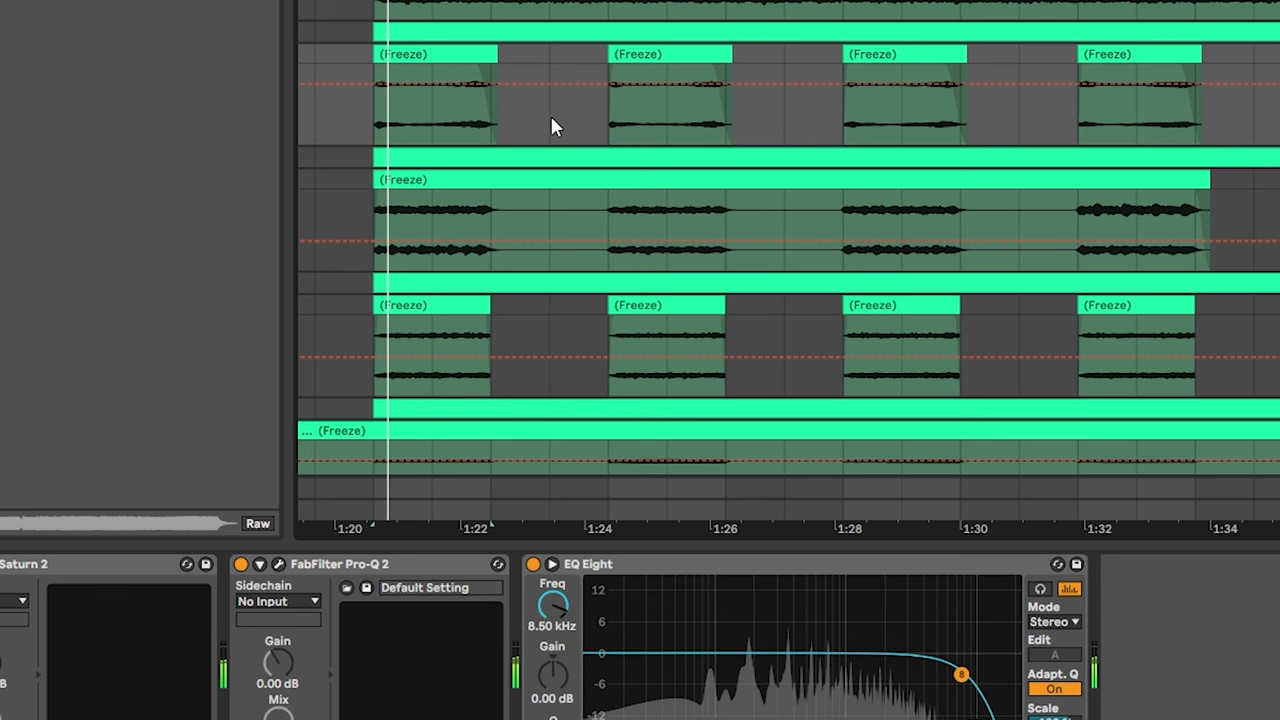 (Freeze) (Freeze) (Freeze) (Freeze)
(Freeze)
(Freeze) (Freeze) (Freeze) (Freeze)
... (Freeze)
Raw
1:20 1:22 1:24 1:26 1:28 1:30 1:32 1:34
Saturn 2
FabFilter Pro-Q 2
Sidechain
No Input
Default Setting
Gain
0.00 dB
Mix
EQ Eight
Freq
8.50 kHz
Gain
0.00 dB
12
6
0
-6
-12
8
Mode
Stereo
Edit
A
Adapt. Q
On
Scale